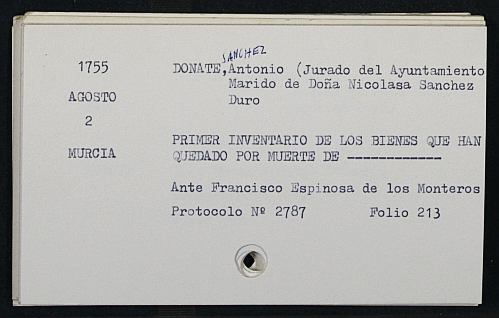 1755
AGOSTO
2
MURCIA
SANCHEZ
DONATE, Antonio (Jurado del Ayuntamiento
Marido de Doña Nicolasa Sanchez
Duro
PRIMER INVENTARIO DE LOS BIENES QUE HAN
QUEDADO POR MUERTE DE ------------
Ante Francisco Espinosa de los Monteros
Protocolo Nº 2787 Folio 213